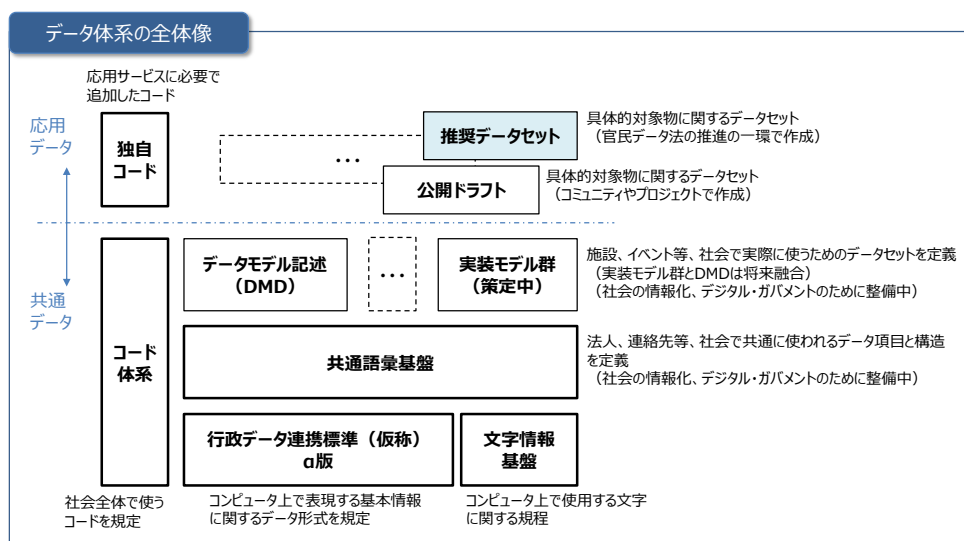 データ体系の全体像
応用サービスに必要で
追加したコード
応用
データ
独自
コード
...
推奨データセット
具体的対象物に関するデータセット
（官民データ法の推進の一環で作成）
公開ドラフト
具体的対象物に関するデータセット
（コミュニティやプロジェクトで作成）
共通
データ
コード
体系
データモデル記述
（DMD）
...
実装モデル群
（策定中）
施設、イベント等、社会で実際に使うためのデータセットを定義
（実装モデル群とDMDは将来融合）
（社会の情報化、デジタル・ガバメントのために整備中）
共通語彙基盤
法人、連絡先等、社会で共通に使われるデータ項目と構造
を定義
（社会の情報化、デジタル・ガバメントのために整備中）
行政データ連携標準（仮称）
α版
文字情報
基盤
社会全体で使う
コードを規定
コンピュータ上で表現する基本情報
に関するデータ形式を規定
コンピュータ上で使用する文字
に関する規程